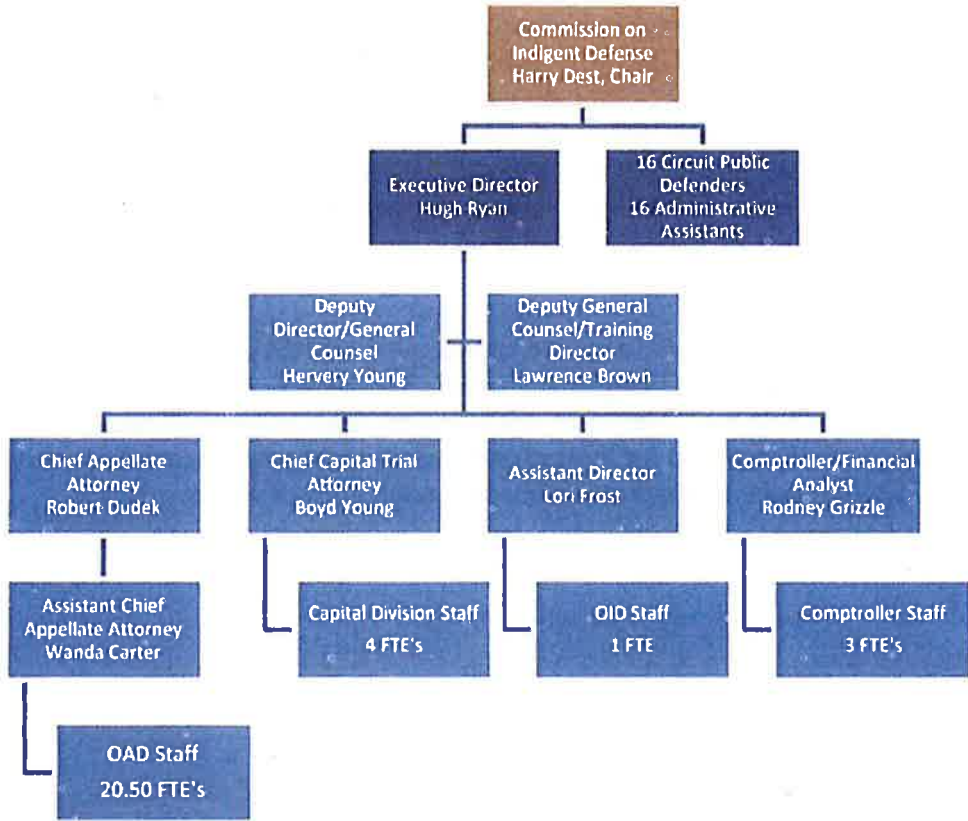 Commission on
Indigent Defense
Harry Dest, Chair
Executive Director
Hugh Ryan
16 Circuit Public
Defenders
16 Administrative
Assistants
Deputy
Director/General
Counsel
Hervery Young
Deputy General
Counsel/Training
Director
Lawrence Brown
Chief Appellate
Attorney
Robert Dudek
Chief Capital Trial
Attorney
Boyd Young
Assistant Director
Lori Frost
Comptroller/Financial
Analyst
Rodney Grizzle
Assistant Chief
Appellate Attorney
Wanda Carter
Capital Division Staff
4 FTE's
OID Staff
1 FTE
Comptroller Staff
3 FTE's
OAD Staff
20.50 FTE's